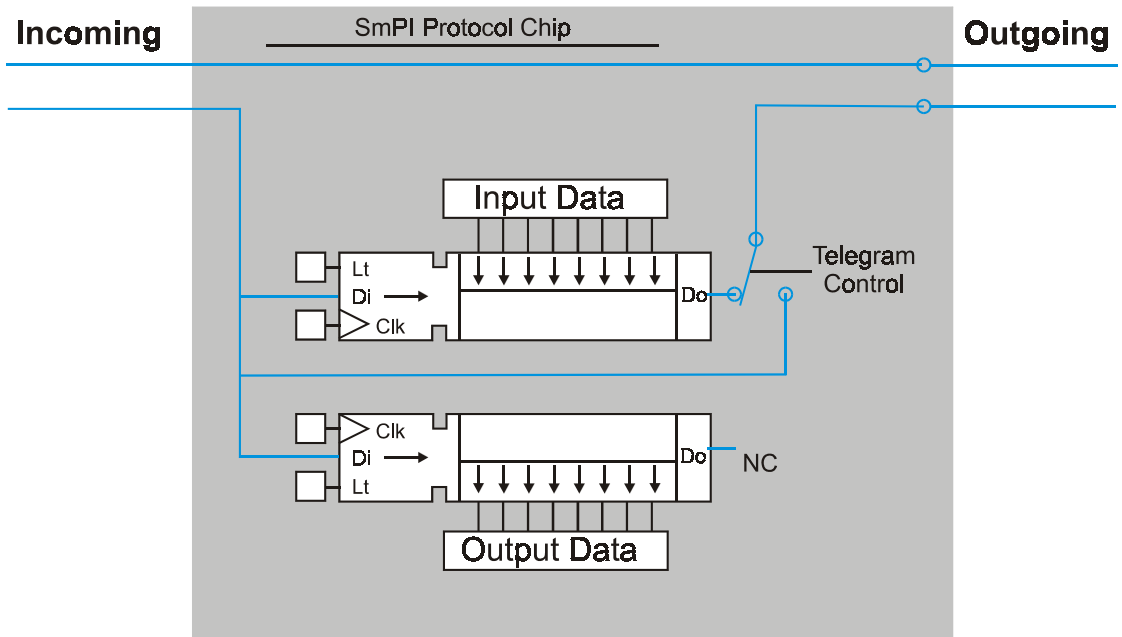 SmPI Protocol Chip
Incoming
Outgoing
Input Data
Lt
Di
Clk
Do
Telegram
Control
Clk
Di
Lt
Do
NC
Output Data